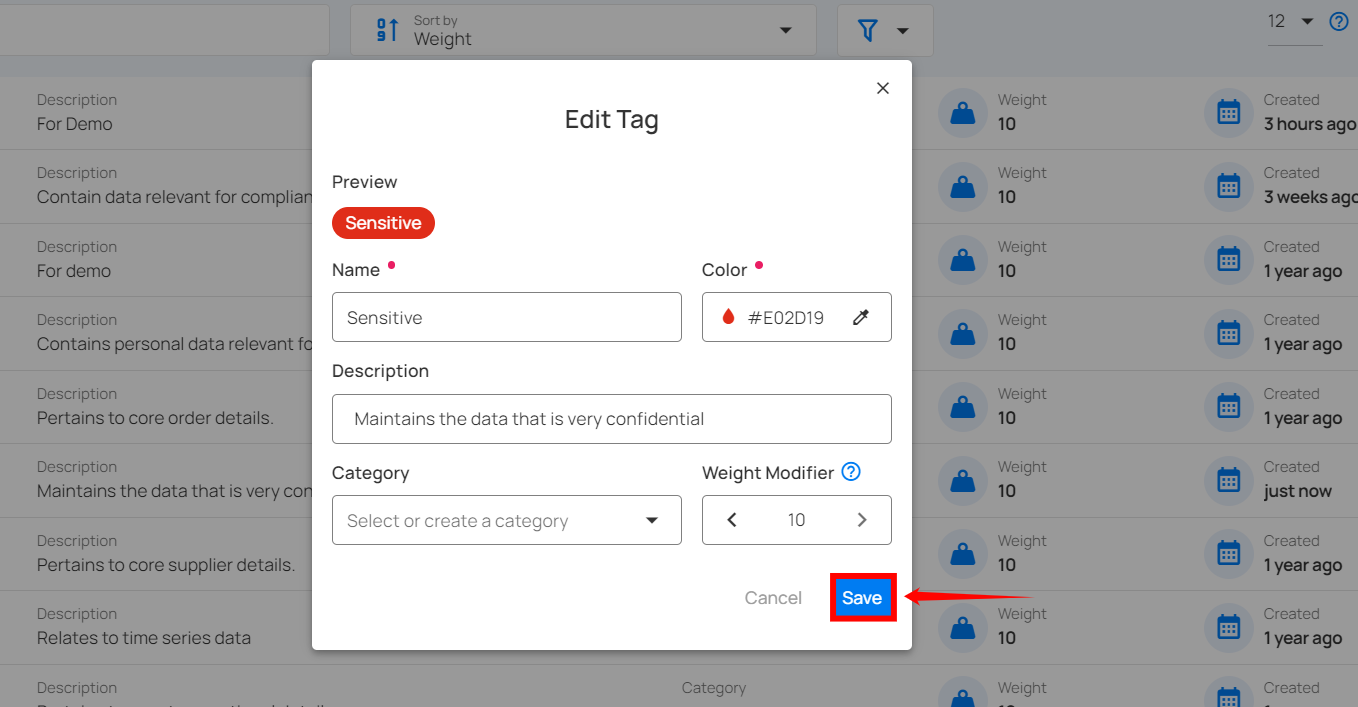 Sort by
Weight
12
Edit Tag
Preview
Sensitive
Name
Color
Sensitive
#E02D19
Description
Maintains the data that is very confidential
Category
Weight Modifier
Select or create a category
10
Cancel
Save
Description
For Demo
Weight
10
Created
3 hours ago
Description
Contain data relevant for complian
Weight
10
Created
3 weeks ago
Description
For demo
Weight
10
Created
1 year ago
Description
Contains personal data relevant fo
Weight
10
Created
1 year ago
Description
Pertains to core order details.
Weight
10
Created
1 year ago
Description
Maintains the data that is very con
Weight
10
Created
just now
Description
Pertains to core supplier details.
Weight
10
Created
1 year ago
Description
Relates to time series data
Weight
10
Created
1 year ago
Description
Category
Weight
Created